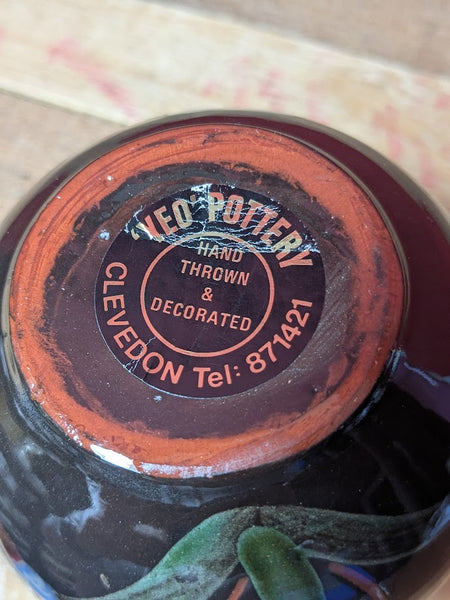 'YEO' POTTERY
HAND
THROWN
&
DECORATED
CLEVEDON Tel: 871421